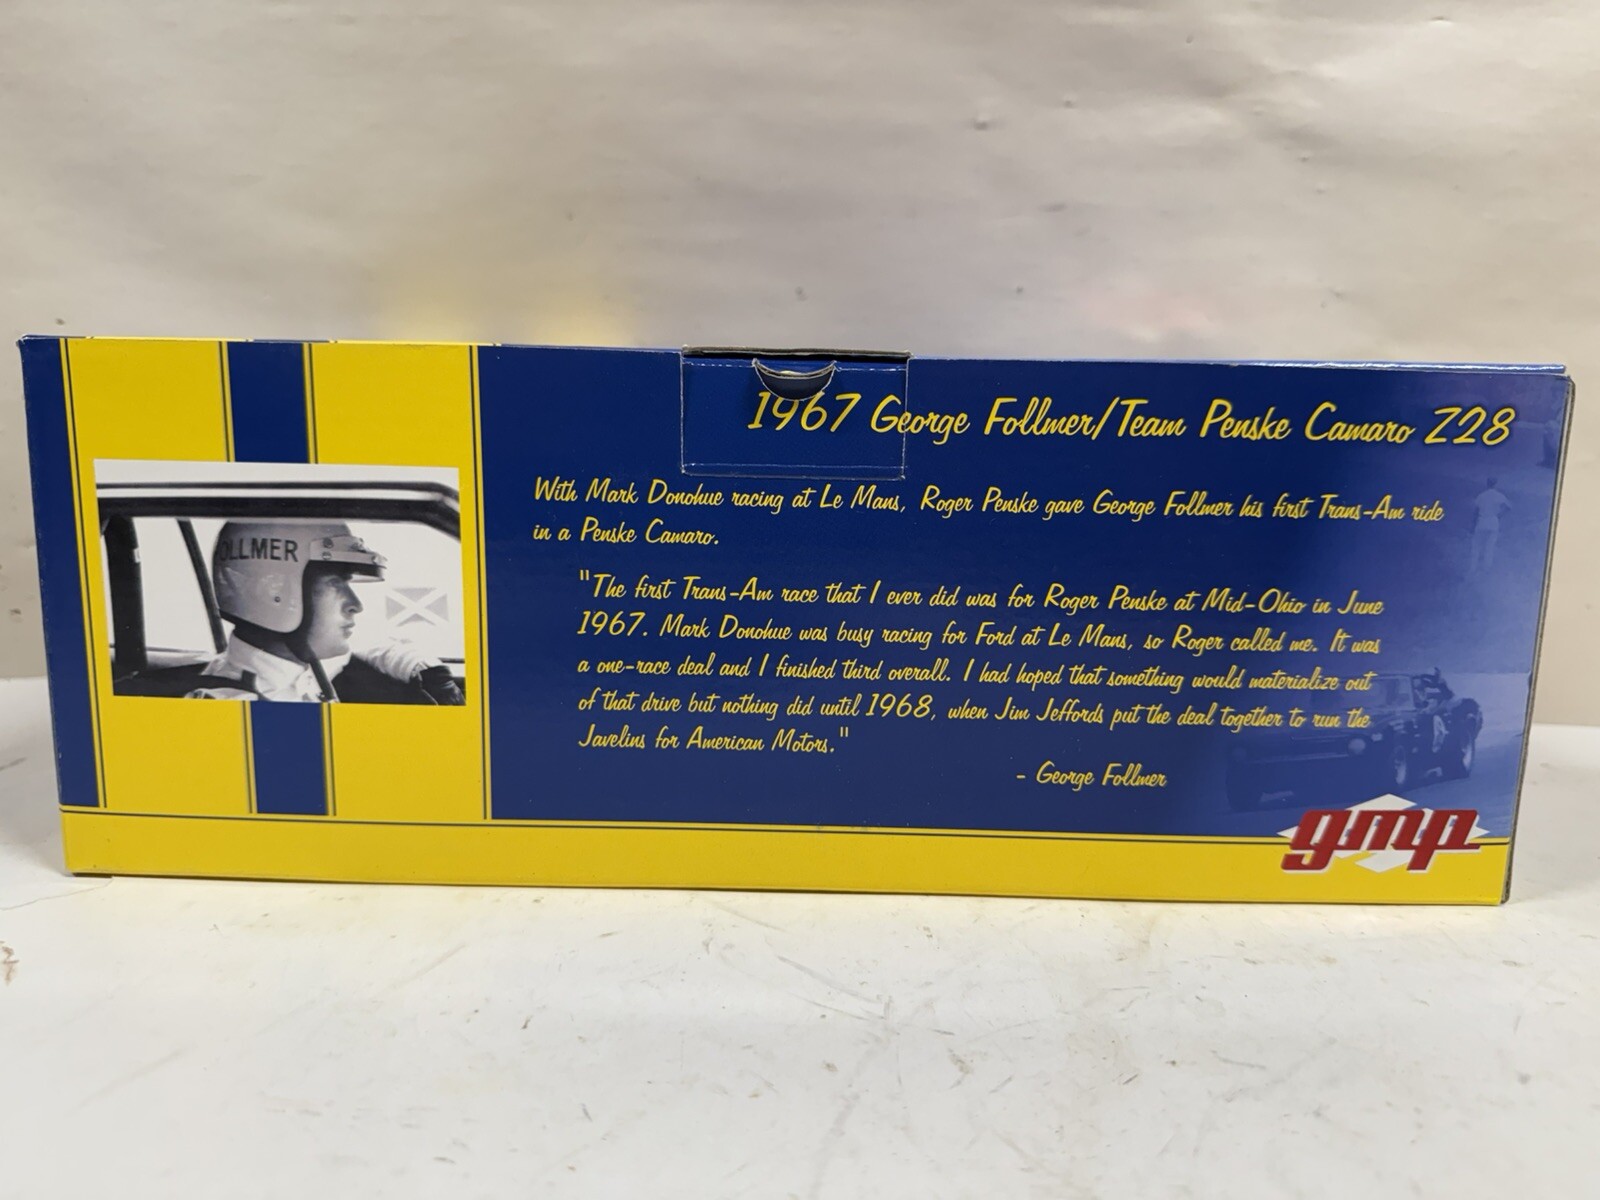 1967 George Follmer/Team Penske Camaro Z28
With Mark Donohue racing at Le Mans, Roger Penske gave George Follmer his first Trans-Am ride
in a Penske Camaro.
"The first Trans-Am race that I ever did was for Roger Penske at Mid-Ohio in June
1967. Mark Donohue was busy racing for Ford at Le Mans, so Roger called me. It was
a one-race deal and I finished third overall. I had hoped that something would materialize out
of that drive but nothing did until 1968, when Jim Jeffords put the deal together to run the
Javelins for American Motors."
- George Follmer
OLLMER
gmp